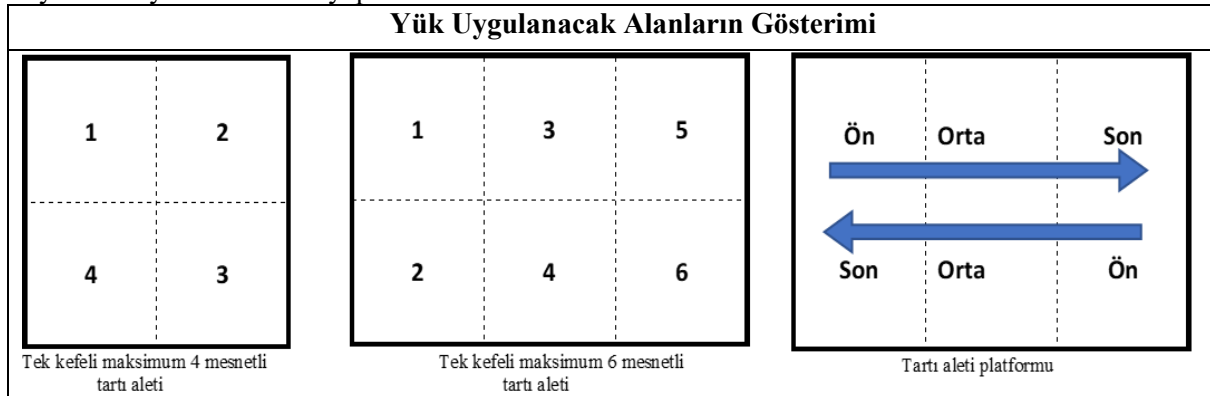 Yük Uygulanacak Alanların Gösterimi
1 2
4 3
Tek kefeli maksimum 4 mesnetli
tartı aleti
1 3 5
2 4 6
Tek kefeli maksimum 6 mesnetli
tartı aleti
Ön Orta Son
Son Orta Ön
Tartı aleti platformu